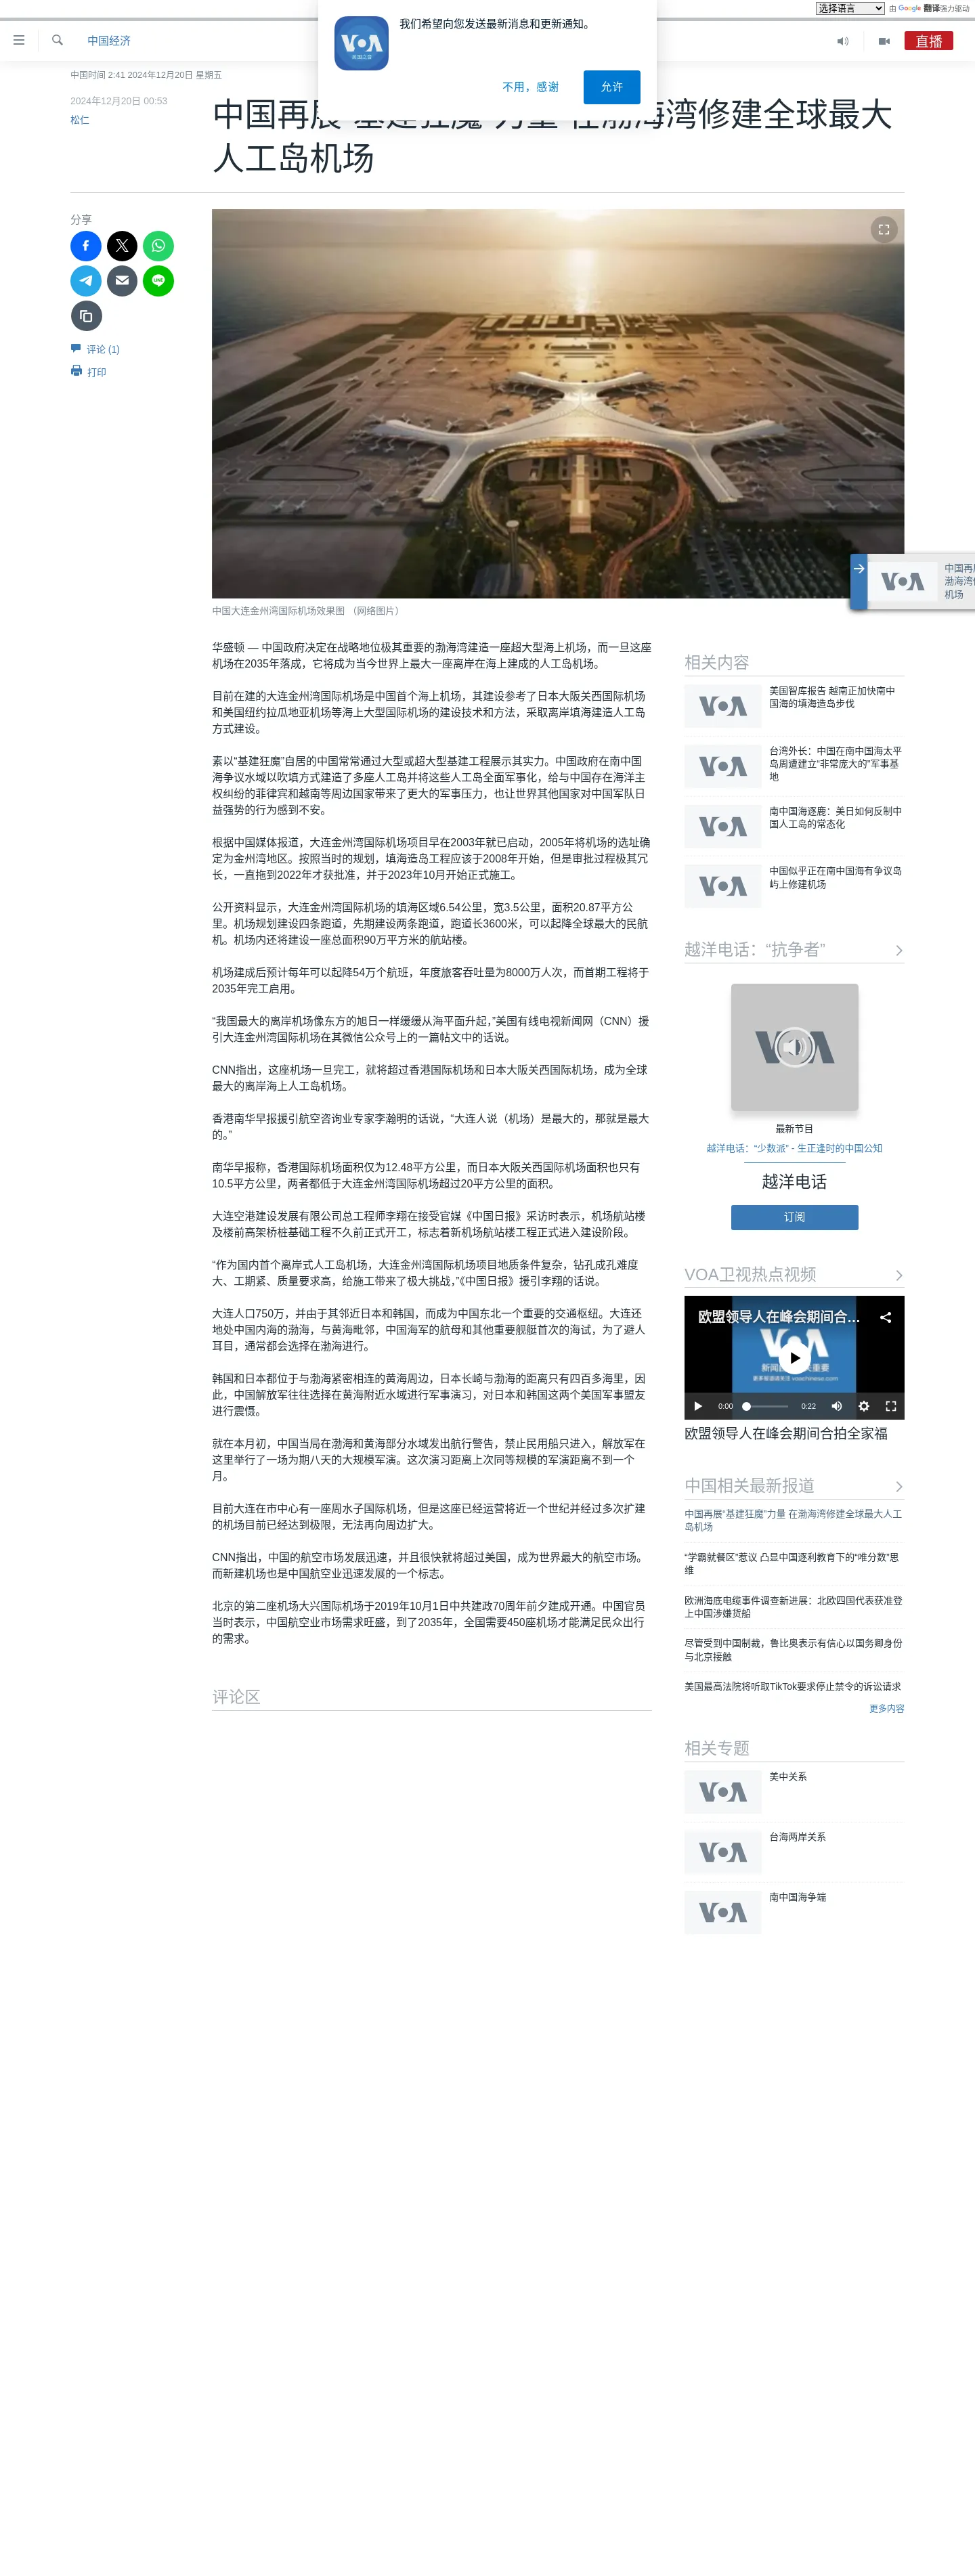 选择语言 由 Google 翻译强力驱动
我们希望向您发送最新消息和更新通知。
VOA
美国之音
不用，感谢
允许
中国经济
直播
中国时间 2:41 2024年12月20日 星期五
2024年12月20日 00:53
松仁
中国再展“基建狂魔”力量 在渤海湾修建全球最大
人工岛机场
分享
评论 (1)
打印
中国大连金州湾国际机场效果图 （网络图片）
VOA
中国再展
渤海湾修
机场
华盛顿 — 中国政府决定在战略地位极其重要的渤海湾建造一座超大型海上机场，而一旦这座
机场在2035年落成，它将成为当今世界上最大一座离岸在海上建成的人工岛机场。
目前在建的大连金州湾国际机场是中国首个海上机场，其建设参考了日本大阪关西国际机场
和美国纽约拉瓜地亚机场等海上大型国际机场的建设技术和方法，采取离岸填海建造人工岛
方式建设。
素以“基建狂魔”自居的中国常常通过大型或超大型基建工程展示其实力。中国政府在南中国
海争议水域以吹填方式建造了多座人工岛并将这些人工岛全面军事化，给与中国存在海洋主
权纠纷的菲律宾和越南等周边国家带来了更大的军事压力，也让世界其他国家对中国军队日
益强势的行为感到不安。
根据中国媒体报道，大连金州湾国际机场项目早在2003年就已启动，2005年将机场的选址确
定为金州湾地区。按照当时的规划，填海造岛工程应该于2008年开始，但是审批过程极其冗
长，一直拖到2022年才获批准，并于2023年10月开始正式施工。
公开资料显示，大连金州湾国际机场的填海区域6.54公里，宽3.5公里，面积20.87平方公
里。机场规划建设四条跑道，先期建设两条跑道，跑道长3600米，可以起降全球最大的民航
机。机场内还将建设一座总面积90万平方米的航站楼。
机场建成后预计每年可以起降54万个航班，年度旅客吞吐量为8000万人次，而首期工程将于
2035年完工启用。
“我国最大的离岸机场像东方的旭日一样缓缓从海平面升起，”美国有线电视新闻网（CNN）援
引大连金州湾国际机场在其微信公众号上的一篇帖文中的话说。
CNN指出，这座机场一旦完工，就将超过香港国际机场和日本大阪关西国际机场，成为全球
最大的离岸海上人工岛机场。
香港南华早报援引航空咨询业专家李瀚明的话说，“大连人说（机场）是最大的，那就是最大
的。”
南华早报称，香港国际机场面积仅为12.48平方公里，而日本大阪关西国际机场面积也只有
10.5平方公里，两者都低于大连金州湾国际机场超过20平方公里的面积。
大连空港建设发展有限公司总工程师李翔在接受官媒《中国日报》采访时表示，机场航站楼
及楼前高架桥桩基础工程不久前正式开工，标志着新机场航站楼工程正式进入建设阶段。
“作为国内首个离岸式人工岛机场，大连金州湾国际机场项目地质条件复杂，钻孔成孔难度
大、工期紧、质量要求高，给施工带来了极大挑战，”《中国日报》援引李翔的话说。
大连人口750万，并由于其邻近日本和韩国，而成为中国东北一个重要的交通枢纽。大连还
地处中国内海的渤海，与黄海毗邻，中国海军的航母和其他重要舰艇首次的海试，为了避人
耳目，通常都会选择在渤海进行。
韩国和日本都位于与渤海紧密相连的黄海周边，日本长崎与渤海的距离只有四百多海里，因
此，中国解放军往往选择在黄海附近水域进行军事演习，对日本和韩国这两个美国军事盟友
进行震慑。
就在本月初，中国当局在渤海和黄海部分水域发出航行警告，禁止民用船只进入，解放军在
这里举行了一场为期八天的大规模军演。这次演习距离上次同等规模的军演距离不到一个
月。
目前大连在市中心有一座周水子国际机场，但是这座已经运营将近一个世纪并经过多次扩建
的机场目前已经达到极限，无法再向周边扩大。
CNN指出，中国的航空市场发展迅速，并且很快就将超过美国，成为世界最大的航空市场。
而新建机场也是中国航空业迅速发展的一个标志。
北京的第二座机场大兴国际机场于2019年10月1日中共建政70周年前夕建成开通。中国官员
当时表示，中国航空业市场需求旺盛，到了2035年，全国需要450座机场才能满足民众出行
的需求。
评论区
相关内容
VOA
美国智库报告 越南正加快南中
国海的填海造岛步伐
VOA
台湾外长：中国在南中国海太平
岛周遭建立“非常庞大的”军事基
地
VOA
南中国海逐鹿：美日如何反制中
国人工岛的常态化
VOA
中国似乎正在南中国海有争议岛
屿上修建机场
越洋电话：“抗争者”
VOA
最新节目
越洋电话：“少数派” - 生正逢时的中国公知
越洋电话
订阅
VOA卫视热点视频
欧盟领导人在峰会期间合...
0:00
0:22
欧盟领导人在峰会期间合拍全家福
中国相关最新报道
中国再展“基建狂魔”力量 在渤海湾修建全球最大人工
岛机场
“学霸就餐区”惹议 凸显中国逐利教育下的“唯分数”思
维
欧洲海底电缆事件调查新进展：北欧四国代表获准登
上中国涉嫌货船
尽管受到中国制裁，鲁比奥表示有信心以国务卿身份
与北京接触
美国最高法院将听取TikTok要求停止禁令的诉讼请求
更多内容
相关专题
VOA
美中关系
VOA
台海两岸关系
VOA
南中国海争端